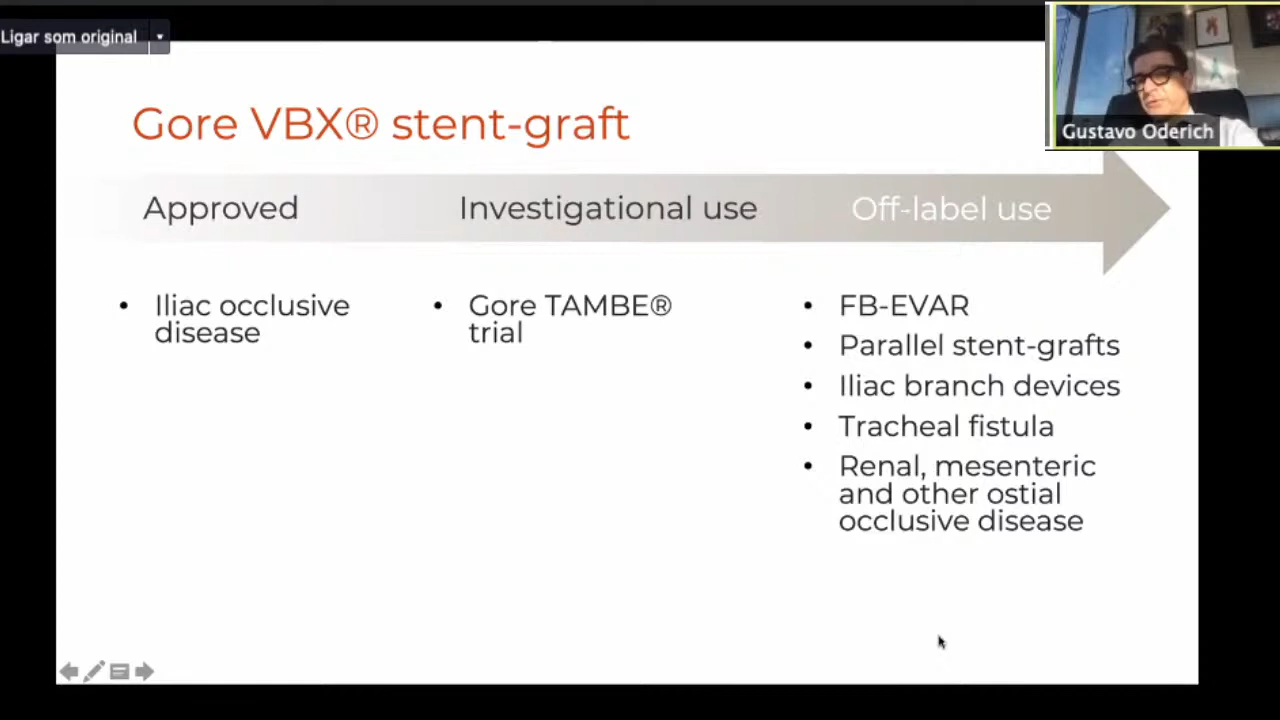 Ligar som original
Gustavo Oderich
Gore VBX® stent-graft
Approved
Investigational use
Off-label use
• Iliac occlusive
disease
• Gore TAMBE®
trial
• FB-EVAR
• Parallel stent-grafts
• Iliac branch devices
• Tracheal fistula
• Renal, mesenteric
and other ostial
occlusive disease